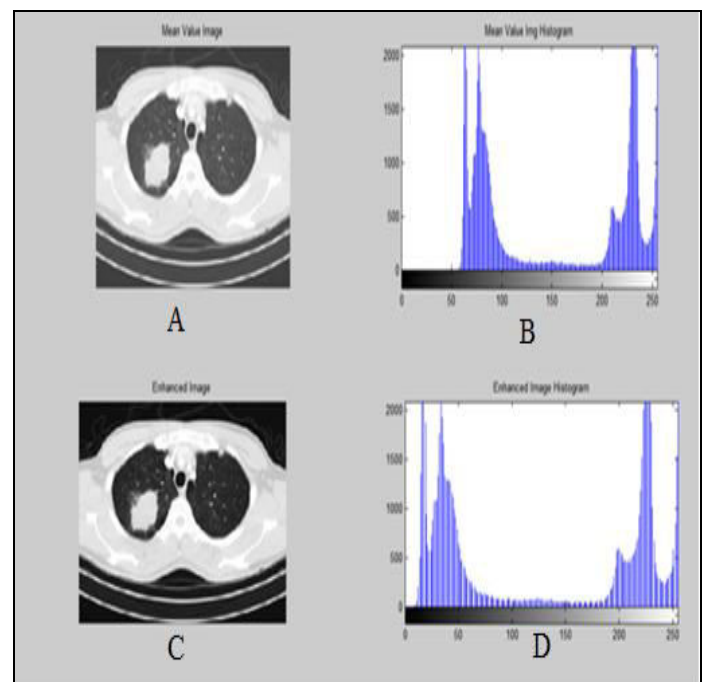 Mean Value Image
Mean Value Img Histogram
2000
1500
1000
500
0
0 50 100 150 200 250
A
B
Enhanced Image
Enhanced Image Histogram
2000
1500
1000
500
0
0 50 100 150 200 250
C
D